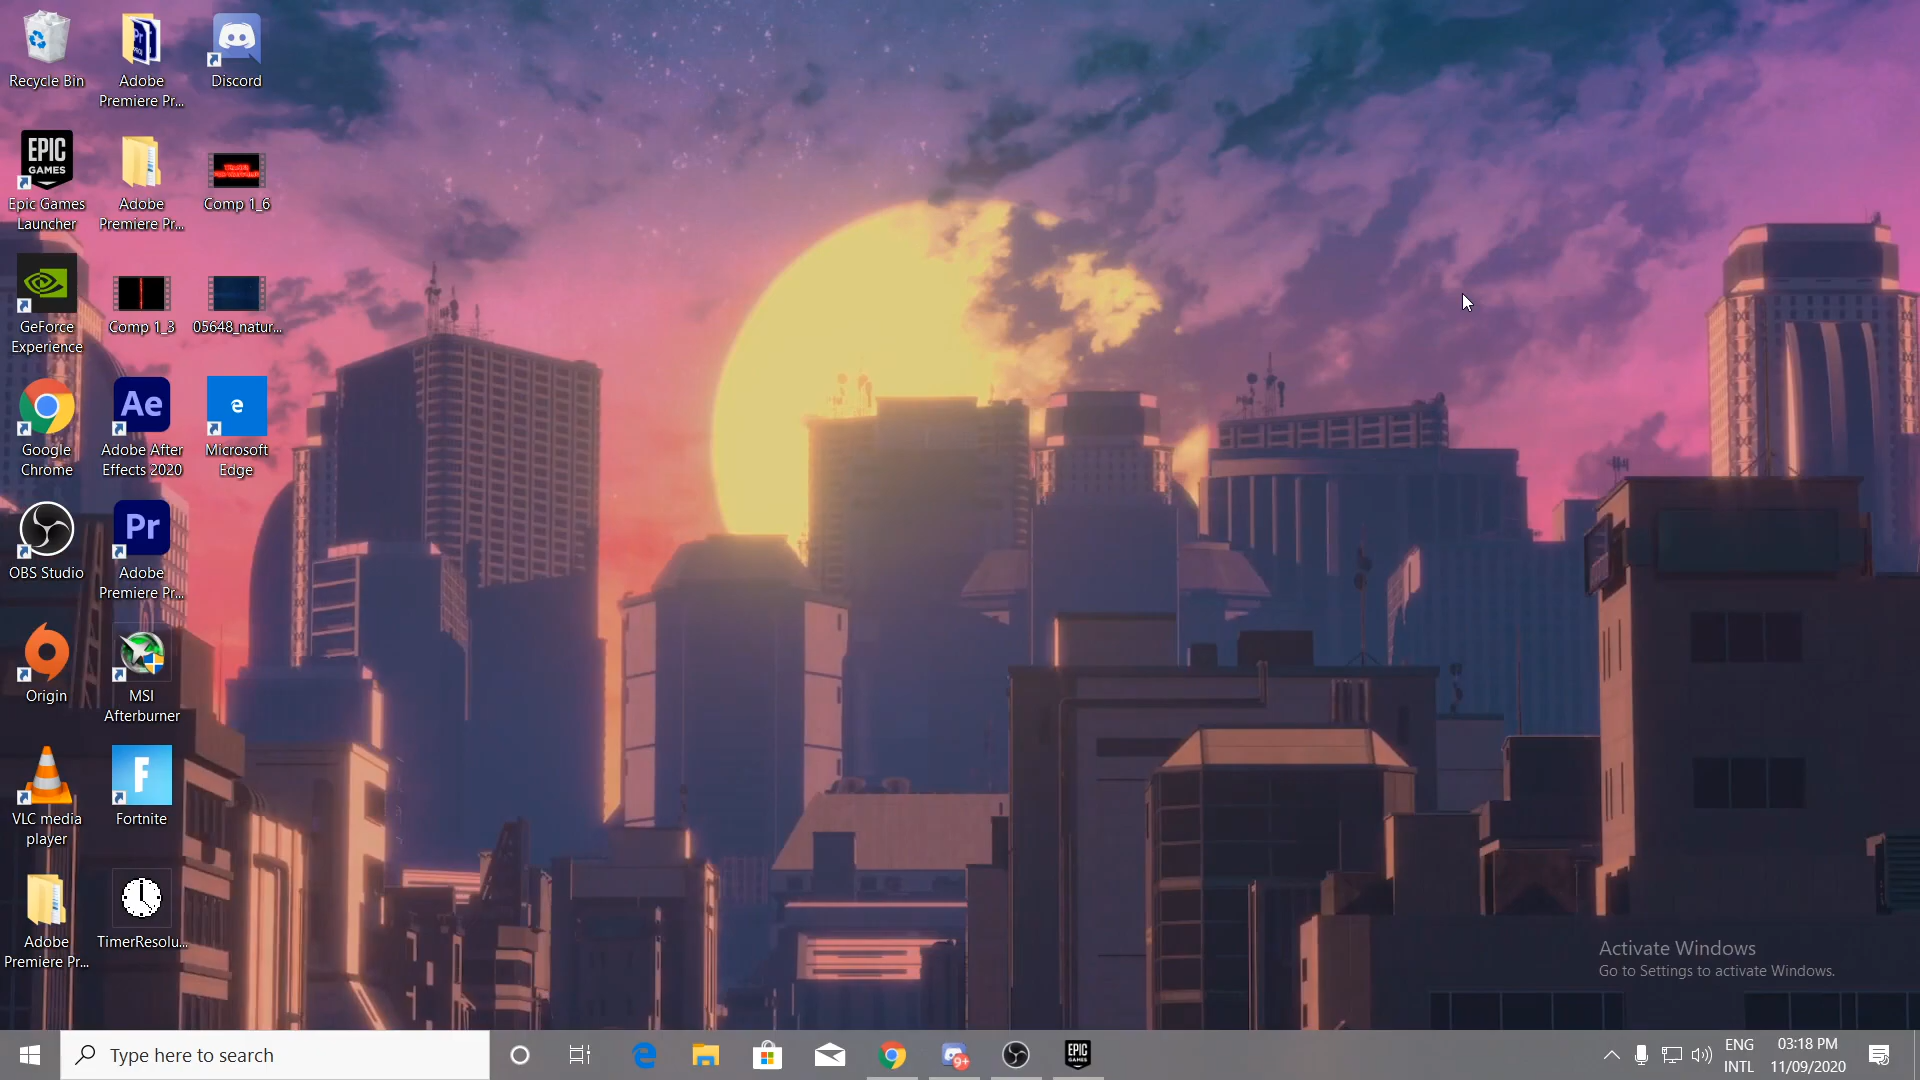 Recycle Bin
Adobe
Premiere Pr...
Discord
EPIC
GAMES
Epic Games
Launcher
Adobe
Premiere Pr...
Comp 1_6
GeForce
Experience
Comp 1_3
05648_natur...
Google
Chrome
Ae
Adobe After
Effects 2020
e
Microsoft
Edge
OBS Studio
Pr
Adobe
Premiere Pr...
Origin
MSI
Afterburner
VLC media
player
F
Fortnite
Adobe
Premiere Pr...
TimerResolu...
Activate Windows
Go to Settings to activate Windows.
Type here to search
9+
EPIC
GAMES
ENG
INTL
03:18 PM
11/09/2020